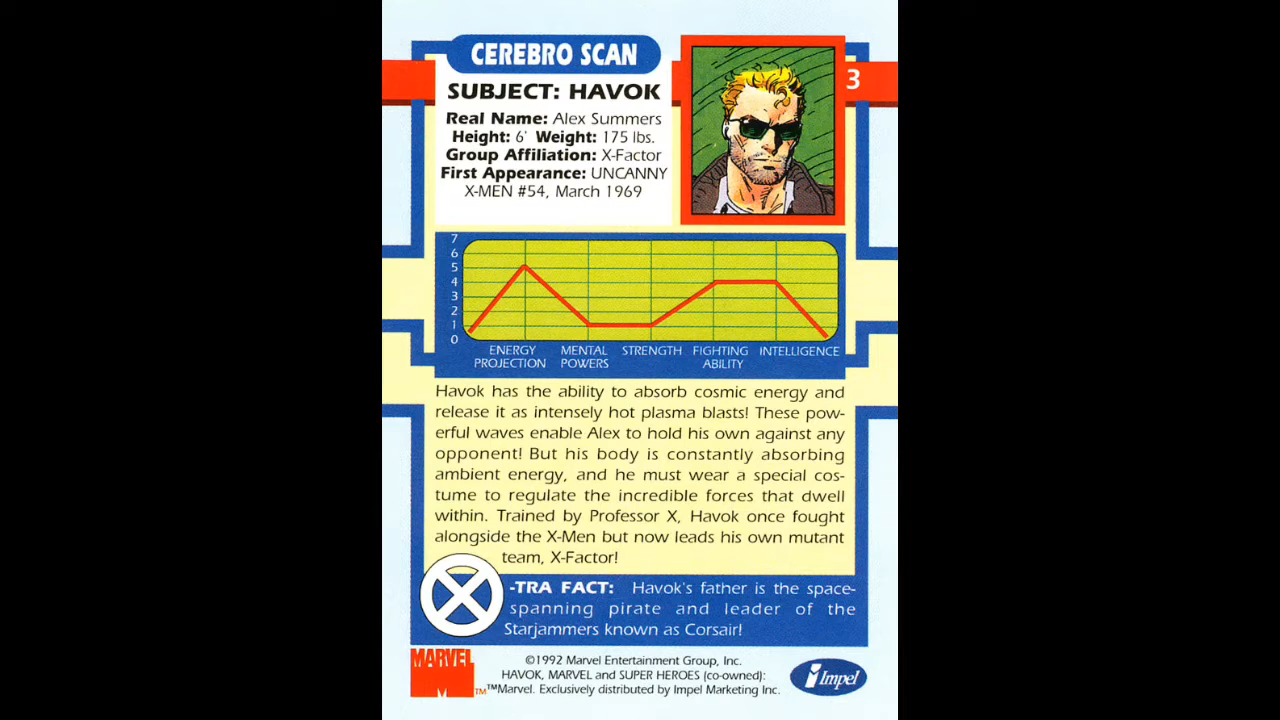 CEREBRO SCAN
SUBJECT: HAVOK
Real Name: Alex Summers
Height: 6' Weight: 175 lbs.
Group Affiliation: X-Factor
First Appearance: UNCANNY
X-MEN #54, March 1969
3
7
6
5
4
3
2
1
0
ENERGY PROJECTION
MENTAL POWERS
STRENGTH
FIGHTING ABILITY
INTELLIGENCE
Havok has the ability to absorb cosmic energy and
release it as intensely hot plasma blasts! These pow-
erful waves enable Alex to hold his own against any
opponent! But his body is constantly absorbing
ambient energy, and he must wear a special cos-
tume to regulate the incredible forces that dwell
within. Trained by Professor X, Havok once fought
alongside the X-Men but now leads his own mutant
team, X-Factor!
X-TRA FACT: Havok's father is the space-
spanning pirate and leader of the
Starjammers known as Corsair!
MARVEL
M™
©1992 Marvel Entertainment Group, Inc.
HAVOK, MARVEL and SUPER HEROES (co-owned):
™Marvel. Exclusively distributed by Impel Marketing Inc.
Impel